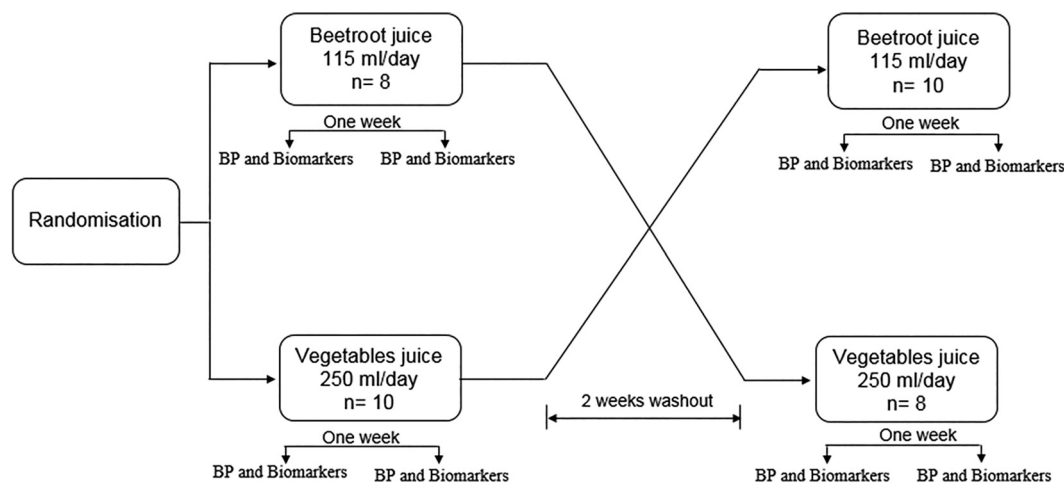 Randomisation
Beetroot juice
115 ml/day
n= 8
One week
BP and Biomarkers
BP and Biomarkers
Vegetables juice
250 ml/day
n= 10
One week
BP and Biomarkers
BP and Biomarkers
2 weeks washout
Beetroot juice
115 ml/day
n= 10
One week
BP and Biomarkers
BP and Biomarkers
Vegetables juice
250 ml/day
n= 8
One week
BP and Biomarkers
BP and Biomarkers